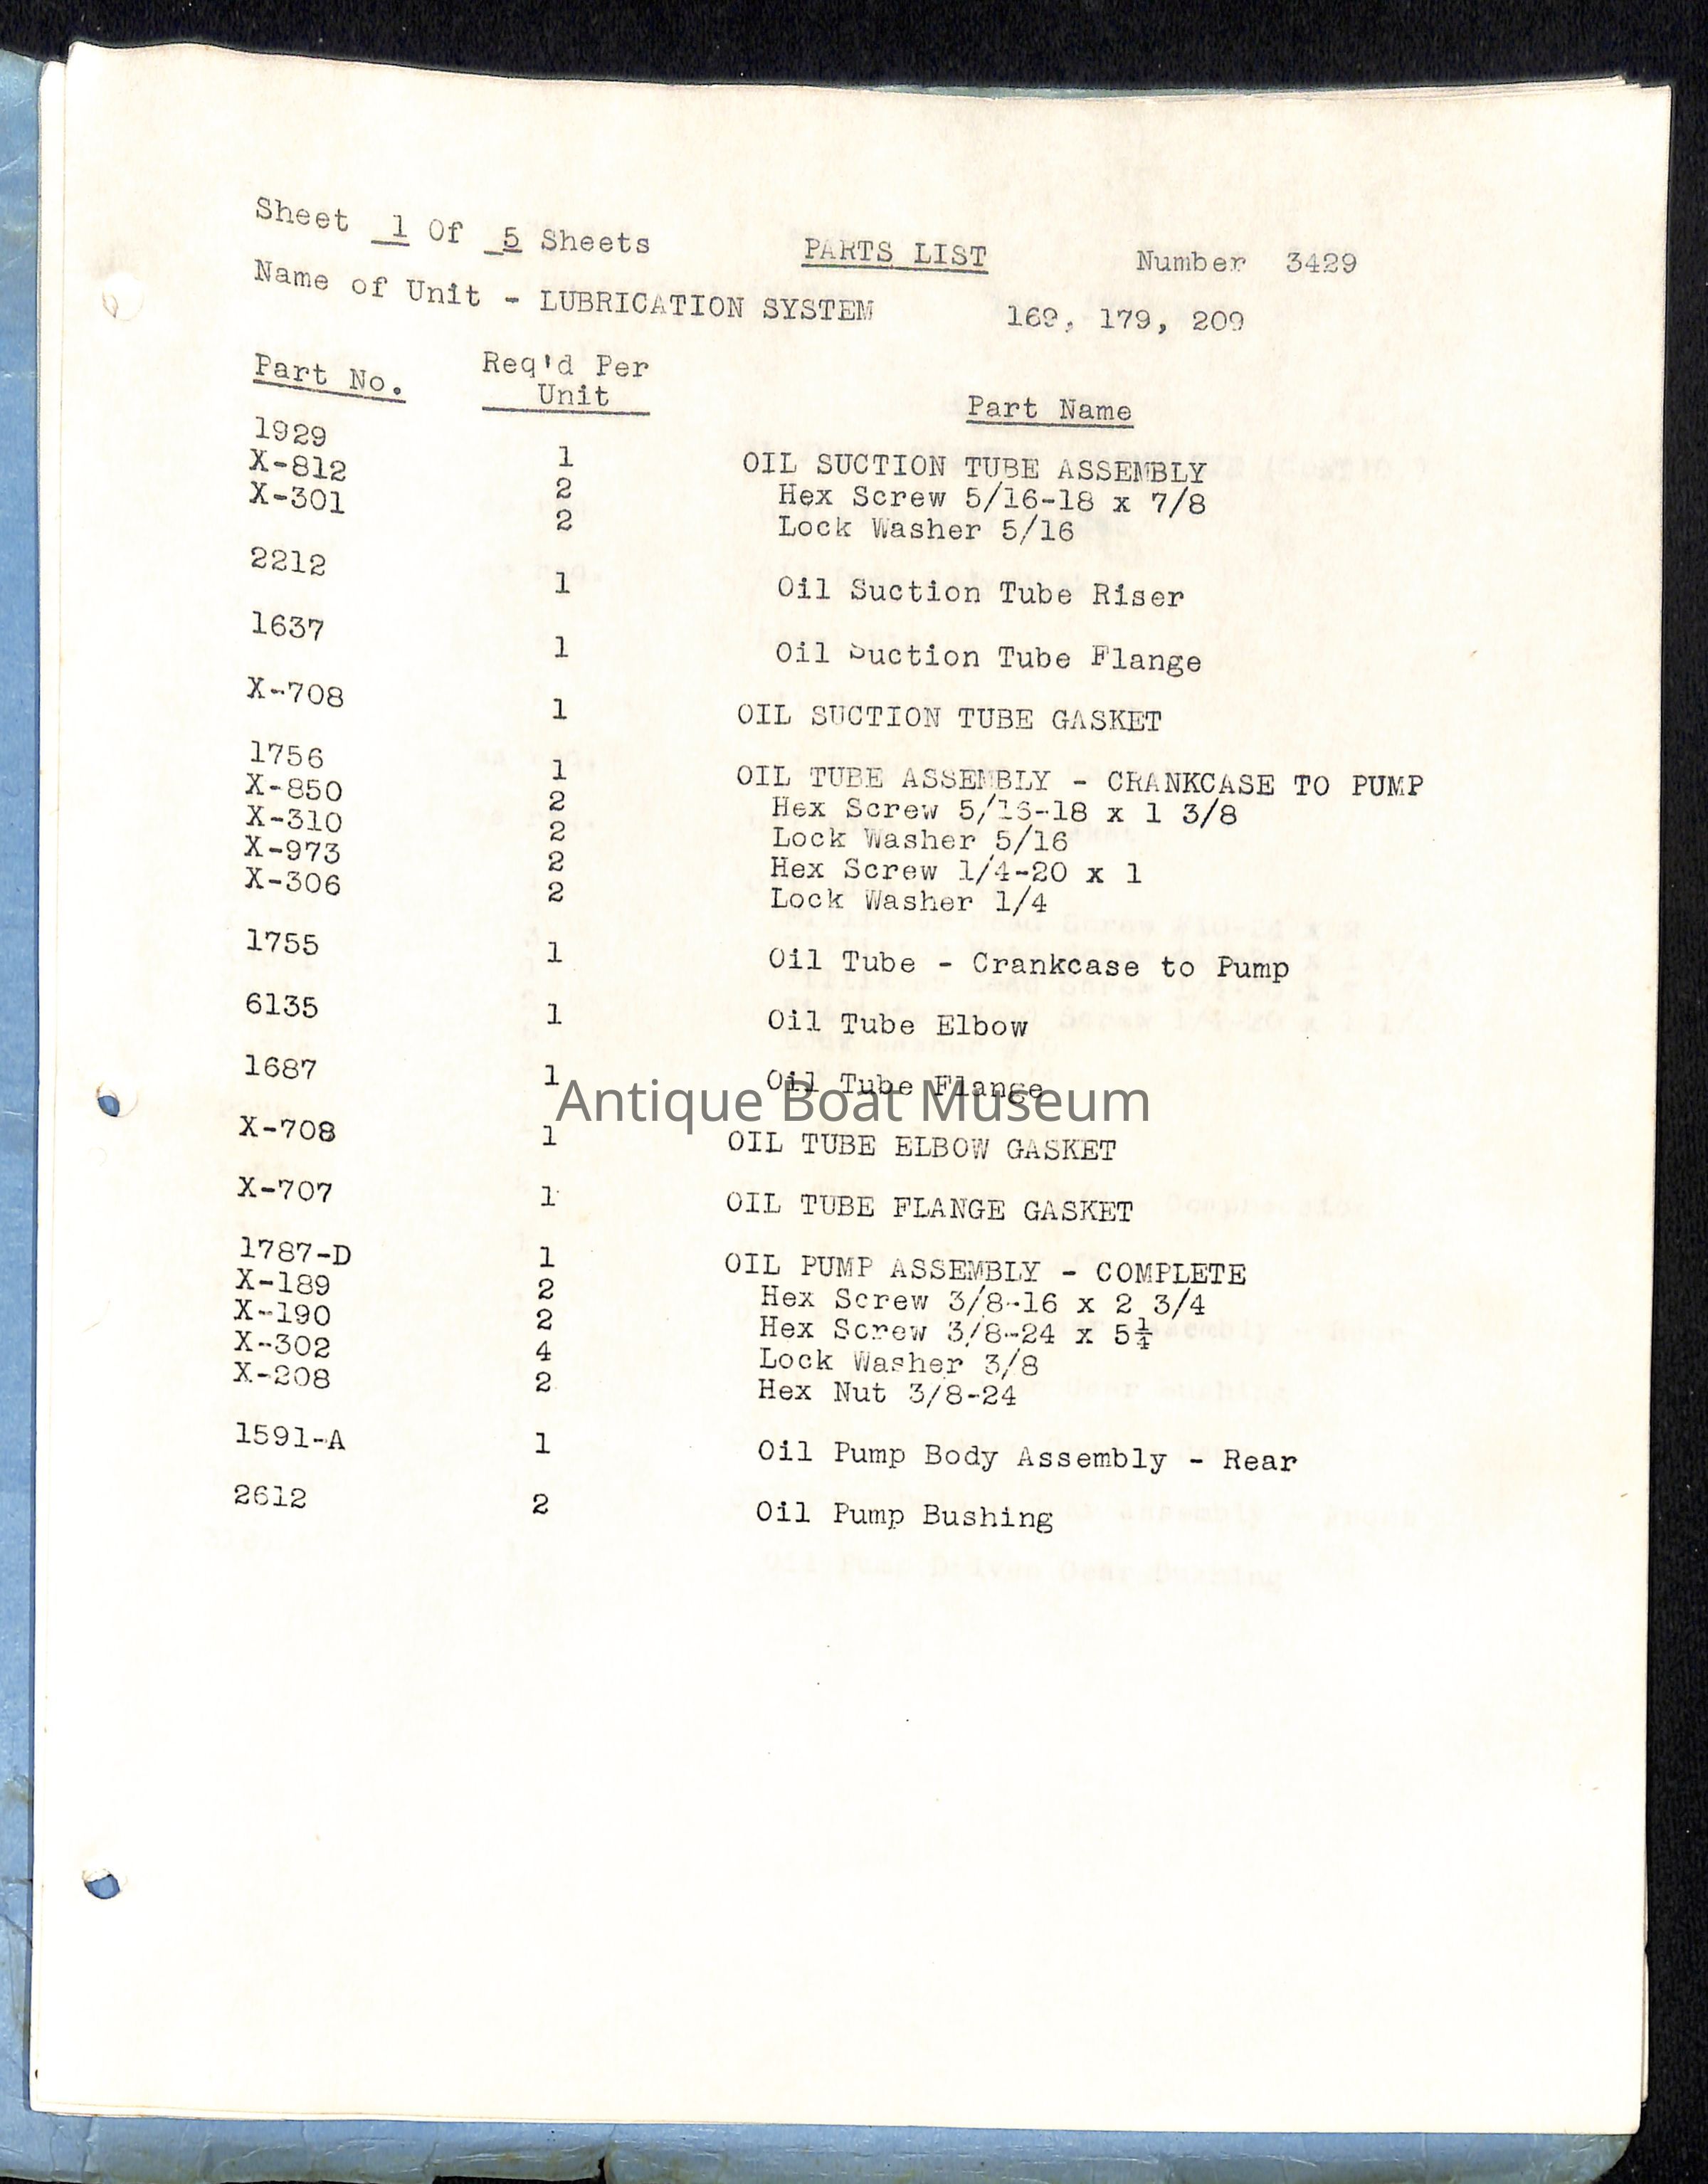 Sheet 1 Of 5 Sheets PARTS LIST Number 3429
Name of Unit - LUBRICATION SYSTEM 169, 179, 209
Part No. Req'd Per Unit Part Name
1929 1 OIL SUCTION TUBE ASSEMBLY
X-812 2 Hex Screw 5/16-18 x 7/8
X-301 2 Lock Washer 5/16
2212 1 Oil Suction Tube Riser
1637 1 Oil Suction Tube Flange
X-708 1 OIL SUCTION TUBE GASKET
1756 1 OIL TUBE ASSEMBLY - CRANKCASE TO PUMP
X-850 2 Hex Screw 5/16-18 x 1 3/8
X-310 2 Lock Washer 5/16
X-973 2 Hex Screw 1/4-20 x 1
X-306 2 Lock Washer 1/4
1755 1 Oil Tube - Crankcase to Pump
6135 1 Oil Tube Elbow
1687 1 Oil Tube Flange
Antique Boat Museum
X-708 1 OIL TUBE ELBOW GASKET
X-707 1 OIL TUBE FLANGE GASKET
1787-D 1 OIL PUMP ASSEMBLY - COMPLETE
X-189 2 Hex Screw 3/8-16 x 2 3/4
X-190 2 Hex Screw 3/8-24 x 5¼
X-302 4 Lock Washer 3/8
X-208 2 Hex Nut 3/8-24
1591-A 1 Oil Pump Body Assembly - Rear
2612 2 Oil Pump Bushing